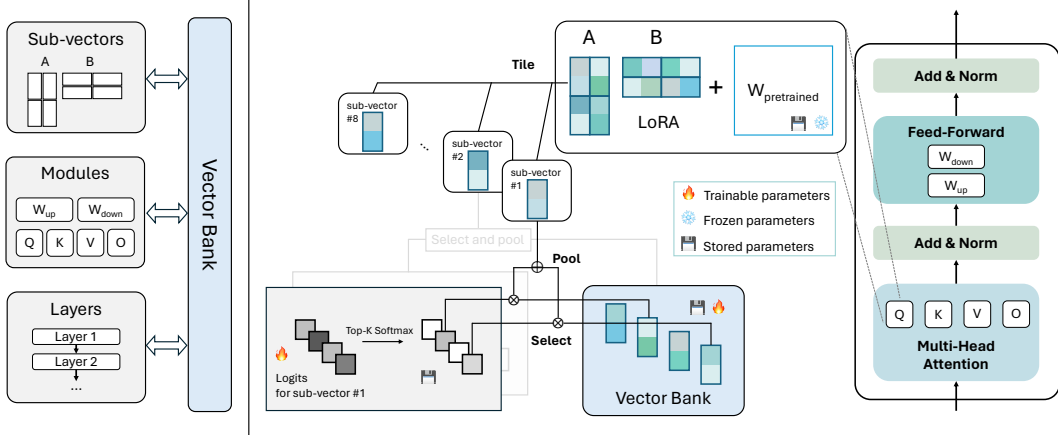 Sub-vectors
A B
Modules
W_up W_down
Q K V O
Layers
Layer 1
Layer 2
...
Vector Bank
Tile
sub-vector
#8
...
sub-vector
#2
sub-vector
#1
A B
LoRA
+
W_pretrained
Trainable parameters
Frozen parameters
Stored parameters
Select and pool
Pool
Select
Top-K Softmax
Logits
for sub-vector #1
Vector Bank
Add & Norm
Feed-Forward
W_down
W_up
Add & Norm
Q K V O
Multi-Head
Attention